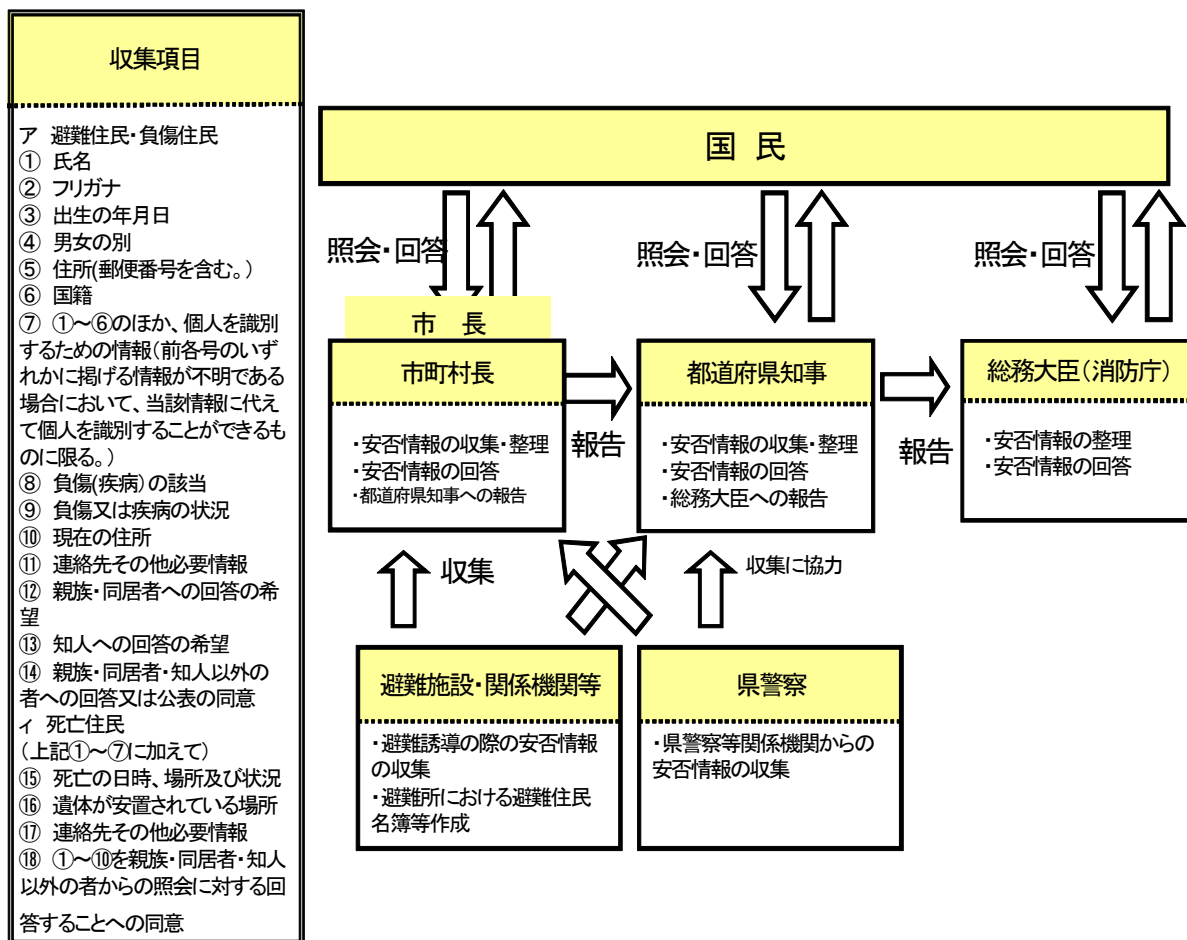 収集項目
ア 避難住民・負傷住民
① 氏名
② フリガナ
③ 出生の年月日
④ 男女の別
⑤ 住所(郵便番号を含む。)
⑥ 国籍
⑦ ①～⑥のほか、個人を識別
するための情報(前各号のいず
れかに掲げる情報が不明である
場合において、当該情報に代え
て個人を識別することができるも
のに限る。)
⑧ 負傷(疾病)の該当
⑨ 負傷又は疾病の状況
⑩ 現在の住所
⑪ 連絡先その他必要情報
⑫ 親族・同居者への回答の希
望
⑬ 知人への回答の希望
⑭ 親族・同居者・知人以外の
者への回答又は公表の同意
ィ 死亡住民
(上記①～⑦に加えて)
⑮ 死亡の日時、場所及び状況
⑯ 遺体が安置されている場所
⑰ 連絡先その他必要情報
⑱ ①～⑩を親族・同居者・知人
以外の者からの照会に対する回
答することへの同意
国 民
照会・回答
照会・回答
照会・回答
市 長
市町村長
・安否情報の収集・整理
・安否情報の回答
・都道府県知事への報告
報告
都道府県知事
・安否情報の収集・整理
・安否情報の回答
・総務大臣への報告
報告
総務大臣(消防庁)
・安否情報の整理
・安否情報の回答
収集
収集に協力
避難施設・関係機関等
・避難誘導の際の安否情報
の収集
・避難所における避難住民
名簿等作成
県警察
・県警察等関係機関からの
安否情報の収集